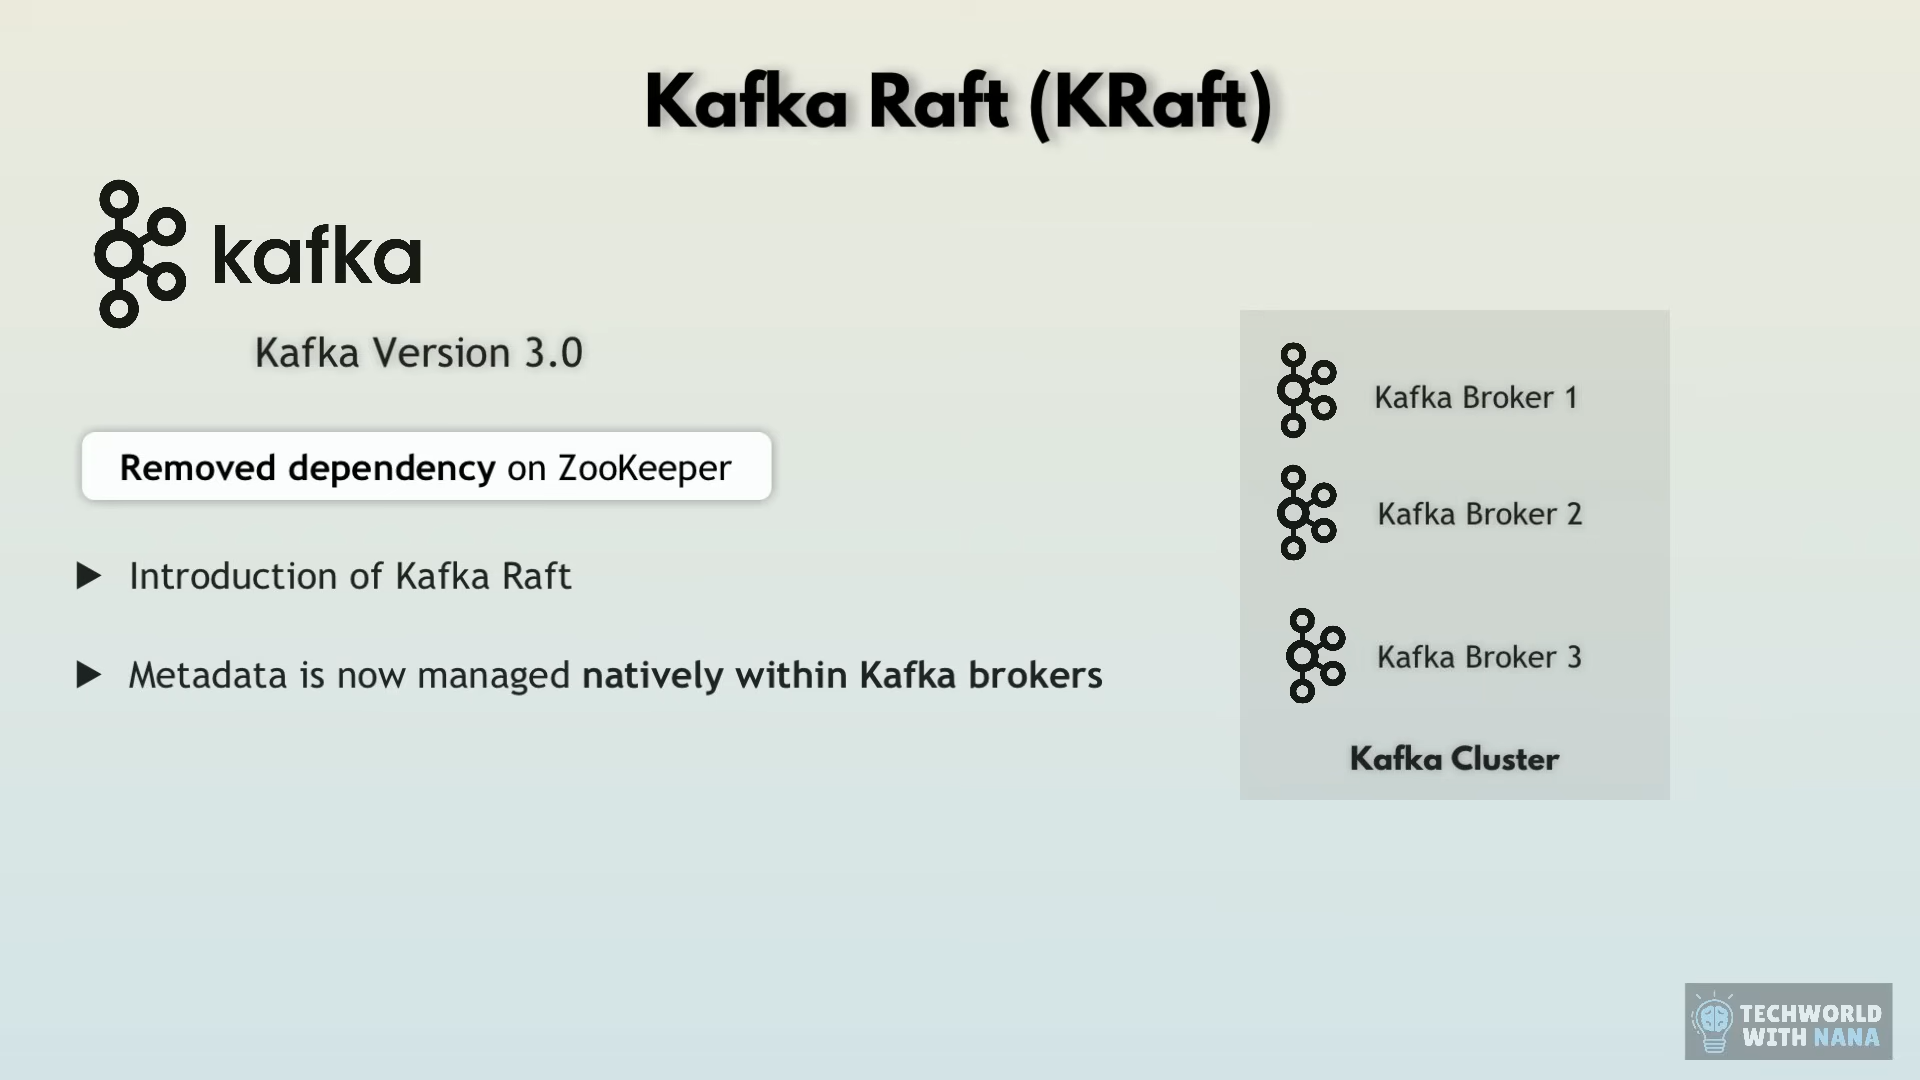 Kafka Raft (KRaft)
kafka
Kafka Version 3.0
Removed dependency on ZooKeeper
▶ Introduction of Kafka Raft
▶ Metadata is now managed natively within Kafka brokers
Kafka Broker 1
Kafka Broker 2
Kafka Broker 3
Kafka Cluster
TECHWORLD
WITH NANA